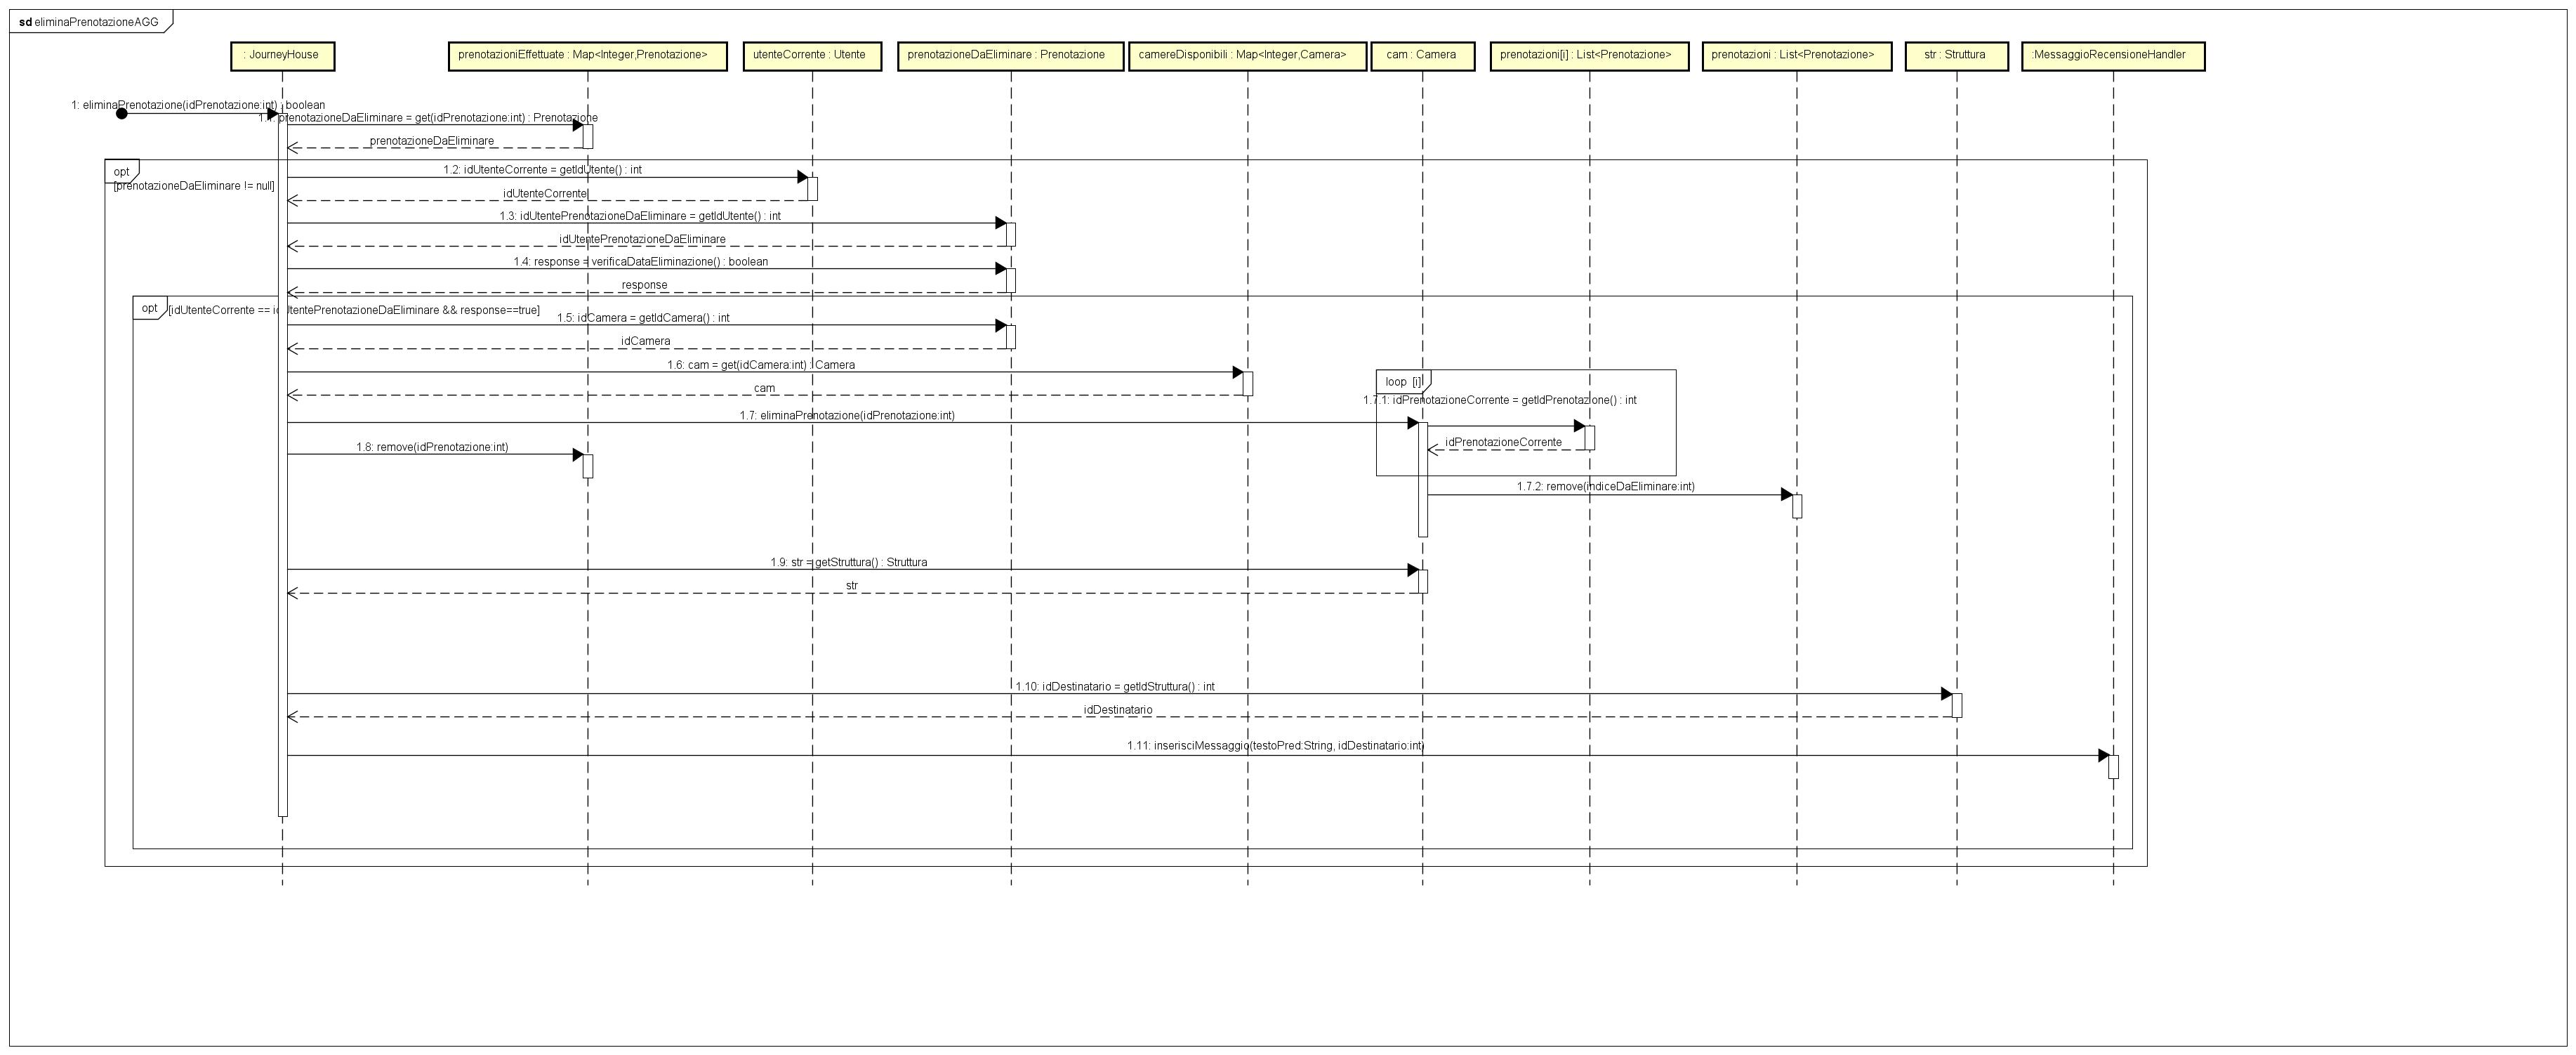 sd eliminaPrenotazioneAGG
: JourneyHouse
prenotazioniEffettuate : Map<Integer,Prenotazione>
utenteCorrente : Utente
prenotazioneDaEliminare : Prenotazione
camereDisponibili : Map<Integer,Camera>
cam : Camera
prenotazioni[i] : List<Prenotazione>
prenotazioni : List<Prenotazione>
str : Struttura
:MessaggioRecensioneHandler
1: eliminaPrenotazione(idPrenotazione:int) : boolean
1.1: prenotazioneDaEliminare = get(idPrenotazione:int) : Prenotazione
prenotazioneDaEliminare
opt
[prenotazioneDaEliminare != null]
1.2: idUtenteCorrente = getIdUtente() : int
idUtenteCorrente
1.3: idUtentePrenotazioneDaEliminare = getIdUtente() : int
idUtentePrenotazioneDaEliminare
1.4: response = verificaDataEliminazione() : boolean
response
opt
[idUtenteCorrente == idUtentePrenotazioneDaEliminare && response==true]
1.5: idCamera = getIdCamera() : int
idCamera
1.6: cam = get(idCamera:int) : Camera
cam
loop [i]
1.7.1: idPrenotazioneCorrente = getIdPrenotazione() : int
1.7: eliminaPrenotazione(idPrenotazione:int)
idPrenotazioneCorrente
1.8: remove(idPrenotazione:int)
1.7.2: remove(indiceDaEliminare:int)
1.9: str = getStruttura() : Struttura
str
1.10: idDestinatario = getIdStruttura() : int
idDestinatario
1.11: inserisciMessaggio(testoPred:String, idDestinatario:int)